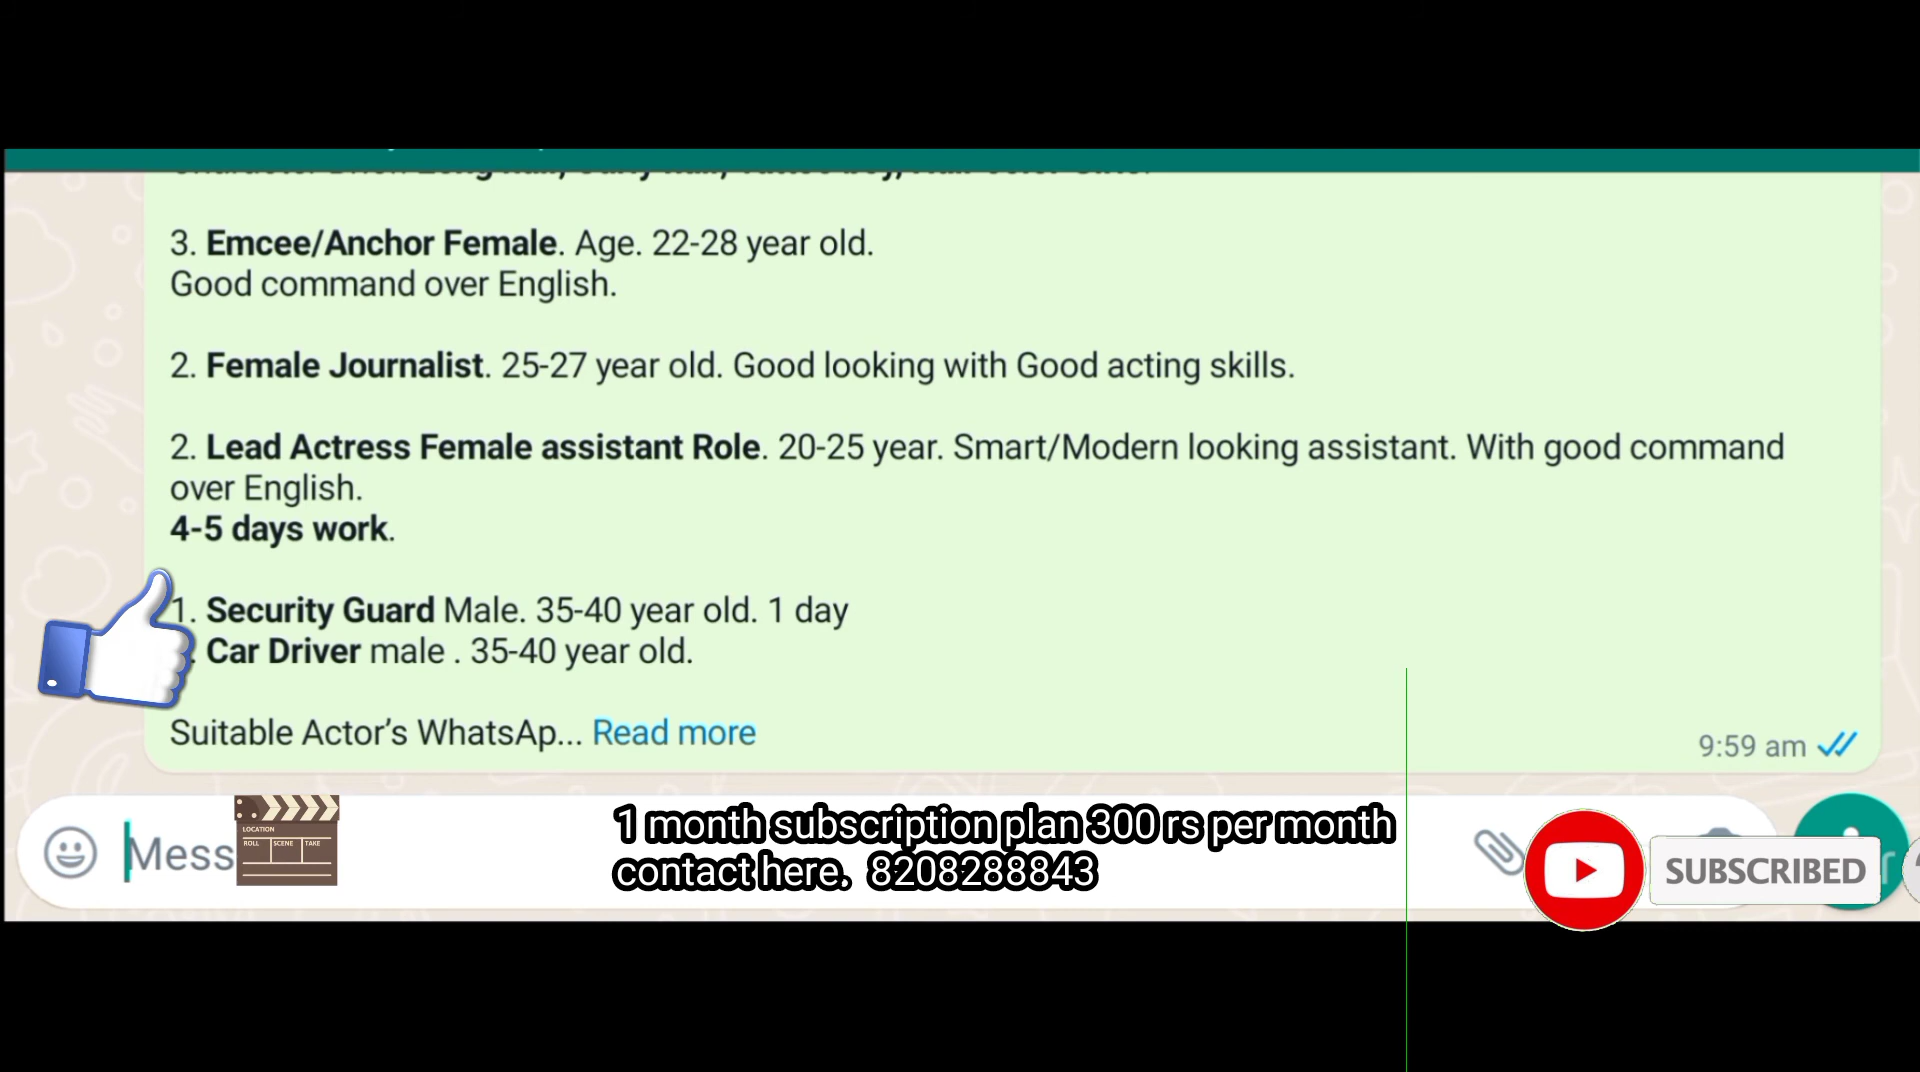 3. Emcee/Anchor Female. Age. 22-28 year old.
Good command over English.
2. Female Journalist. 25-27 year old. Good looking with Good acting skills.
2. Lead Actress Female assistant Role. 20-25 year. Smart/Modern looking assistant. With good command
over English.
4-5 days work.
1. Security Guard Male. 35-40 year old. 1 day
. Car Driver male . 35-40 year old.
Suitable Actor's WhatsAp... Read more
9:59 am
Mess
LOCATION
ROLL SCENE TAKE
1 month subscription plan 300 rs per month
contact here. 8208288843
SUBSCRIBED